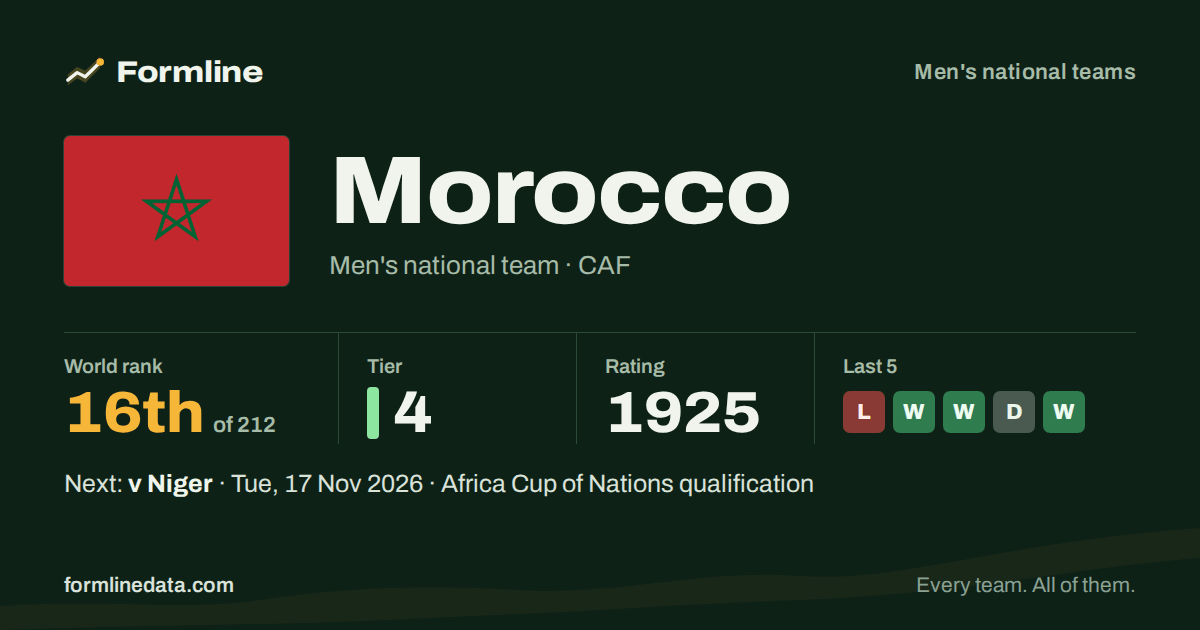 Formline
Men's national teams
Morocco
Men's national team · CAF
World rank
16th of 212
Tier
4
Rating
1925
Last 5
L W W D W
Next: v Niger · Tue, 17 Nov 2026 · Africa Cup of Nations qualification
formlinedata.com
Every team. All of them.